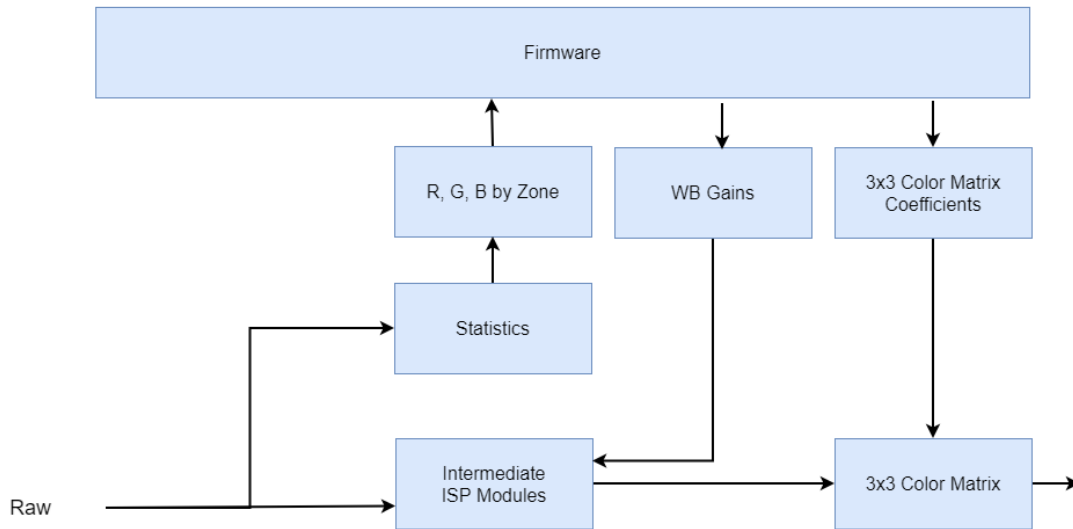 Firmware
R, G, B by Zone
WB Gains
3x3 Color Matrix
Coefficients
Statistics
Intermediate
ISP Modules
3x3 Color Matrix
Raw